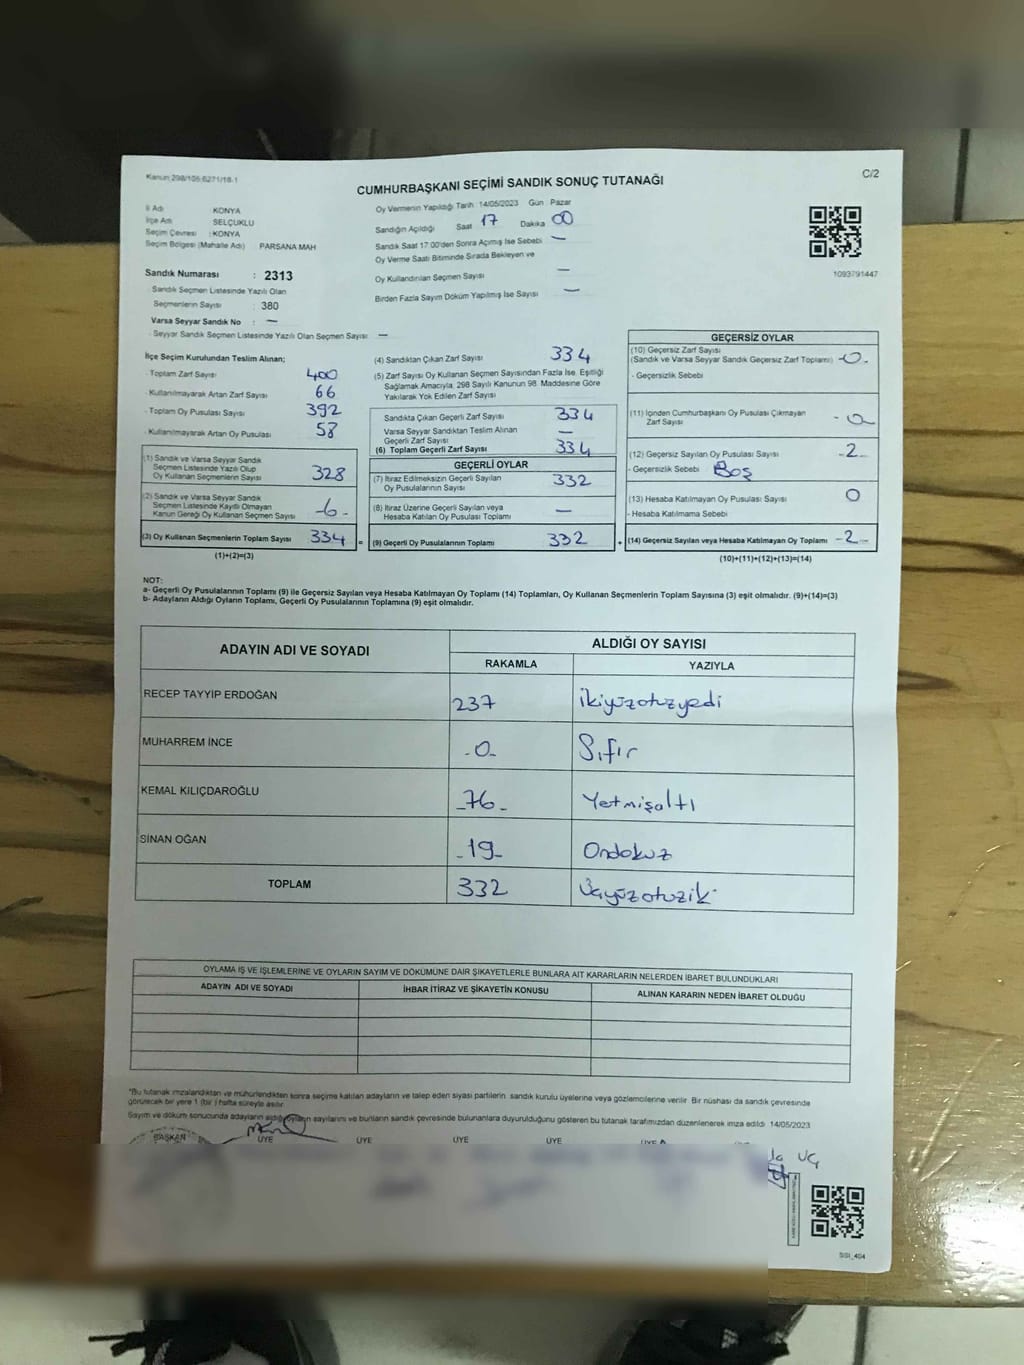 Kanun:298/105-6271/18-1
C/2
CUMHURBAŞKANI SEÇİMİ SANDIK SONUÇ TUTANAĞI
İl Adı KONYA
İlçe Adı SELÇUKLU
Seçim Çevresi : KONYA
Seçim Bölgesi (Mahalle Adı) : PARSANA MAH
Sandık Numarası : 2313
Sandık Seçmen Listesinde Yazılı Olan
Seçmenlerin Sayısı : 380
Varsa Seyyar Sandık No : —
- Seyyar Sandık Seçmen Listesinde Yazılı Olan Seçmen Sayısı: —
Oy Vermenin Yapıldığı Tarih: 14/05/2023 Gün Pazar
Sandığın Açıldığı Saat 17 Dakika 00
Sandık Saat 17:00'den Sonra Açımış İse Sebebi —
Oy Verme Saati Bitiminde Sırada Bekleyen ve
Oy Kullandırılan Seçmen Sayısı —
Birden Fazla Sayım Döküm Yapılmış İse Sayısı —
1093791447
İlçe Seçim Kurulundan Teslim Alınan;
- Toplam Zarf Sayısı 400
- Kullanılmayarak Artan Zarf Sayısı 66
- Toplam Oy Pusulası Sayısı 392
- Kullanılmayarak Artan Oy Pusulası 58
(1) Sandık ve Varsa Seyyar Sandık
Seçmen Listesinde Yazılı Olup
Oy Kullanan Seçmenlerin Sayısı 328
(2) Sandık ve Varsa Seyyar Sandık
Seçmen Listesinde Kayıtlı Olmayan
Kanun Gereği Oy Kullanan Seçmen Sayısı -6-
(3) Oy Kullanan Seçmenlerin Toplam Sayısı 334
(1)+(2)=(3)
(4) Sandıktan Çıkan Zarf Sayısı 334
(5) Zarf Sayısı Oy Kullanan Seçmen Sayısından Fazla İse, Eşitliği
Sağlamak Amacıyla, 298 Sayılı Kanunun 98. Maddesine Göre
Yakılarak Yok Edilen Zarf Sayısı
Sandıkta Çıkan Geçerli Zarf Sayısı 334
Varsa Seyyar Sandıktan Teslim Alınan
Geçerli Zarf Sayısı —
(6) Toplam Geçerli Zarf Sayısı 334
GEÇERLİ OYLAR
(7) İtiraz Edilmeksizin Geçerli Sayılan
Oy Pusulalarının Sayısı 332
(8) İtiraz Üzerine Geçerli Sayılan veya
Hesaba Katılan Oy Pusulası Toplamı —
= (9) Geçerli Oy Pusulalarının Toplamı 332 +
GEÇERSİZ OYLAR
(10) Geçersiz Zarf Sayısı
(Sandık ve Varsa Seyyar Sandık Geçersiz Zarf Toplamı) -0-
- Geçersizlik Sebebi
(11) İçinden Cumhurbaşkanı Oy Pusulası Çıkmayan
Zarf Sayısı -0-
(12) Geçersiz Sayılan Oy Pusulası Sayısı -2-
- Geçersizlik Sebebi Boş
(13) Hesaba Katılmayan Oy Pusulası Sayısı 0
- Hesaba Katılmama Sebebi
(14) Geçersiz Sayılan veya Hesaba Katılmayan Oy Toplamı -2-
(10)+(11)+(12)+(13)=(14)
NOT:
a- Geçerli Oy Pusulalarının Toplamı (9) ile Geçersiz Sayılan veya Hesaba Katılmayan Oy Toplamı (14) Toplamları, Oy Kullanan Seçmenlerin Toplam Sayısına (3) eşit olmalıdır. (9)+(14)=(3)
b- Adayların Aldığı Oyların Toplamı, Geçerli Oy Pusulalarının Toplamına (9) eşit olmalıdır.
ADAYIN ADI VE SOYADI ALDIĞI OY SAYISI
RAKAMLA YAZIYLA
RECEP TAYYİP ERDOĞAN 237 ikiyüzotuzyedi
MUHARREM İNCE -0- Sıfır
KEMAL KILIÇDAROĞLU -76- Yetmişaltı
SİNAN OĞAN -19- Ondokuz
TOPLAM 332 Üçyüzotuzik
OYLAMA İŞ VE İŞLEMLERİNE VE OYLARIN SAYIM VE DÖKÜMÜNE DAİR ŞİKAYETLERLE BUNLARA AİT KARARLARIN NELERDEN İBARET BULUNDUKLARI
ADAYIN ADI VE SOYADI İHBAR İTİRAZ VE ŞİKAYETİN KONUSU ALINAN KARARIN NEDEN İBARET OLDUĞU
*Bu tutanak imzalandıktan ve mühürlendikten sonra seçime katılan adayların ve talep eden siyasi partilerin sandık kurulu üyelerine veya gözlemcilerine verilir. Bir nüshası da sandık çevresinde
görülecek bir yere 1 (bir ) hafta süreyle asılır.
Sayım ve döküm sonucunda adayların aldığı oyların sayılarını ve bunların sandık çevresinde bulunanlara duyurulduğunu gösteren bu tutanak tarafımızdan düzenlenerek imza edildi. 14/05/2023
BAŞKAN ÜYE ÜYE ÜYE ÜYE
SSI_404